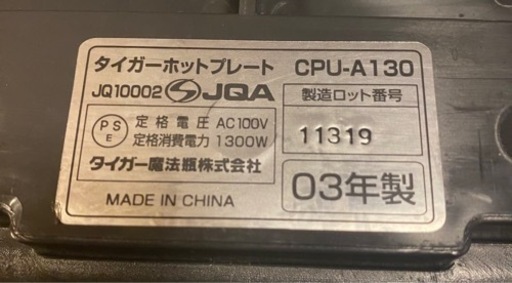 タイガーホットプレート CPU-A130
JQ10002 JQA 製造ロット番号
PS
E
定格電圧 AC100V
定格消費電力 1300W
11319
タイガー魔法瓶株式会社
03年製
MADE IN CHINA